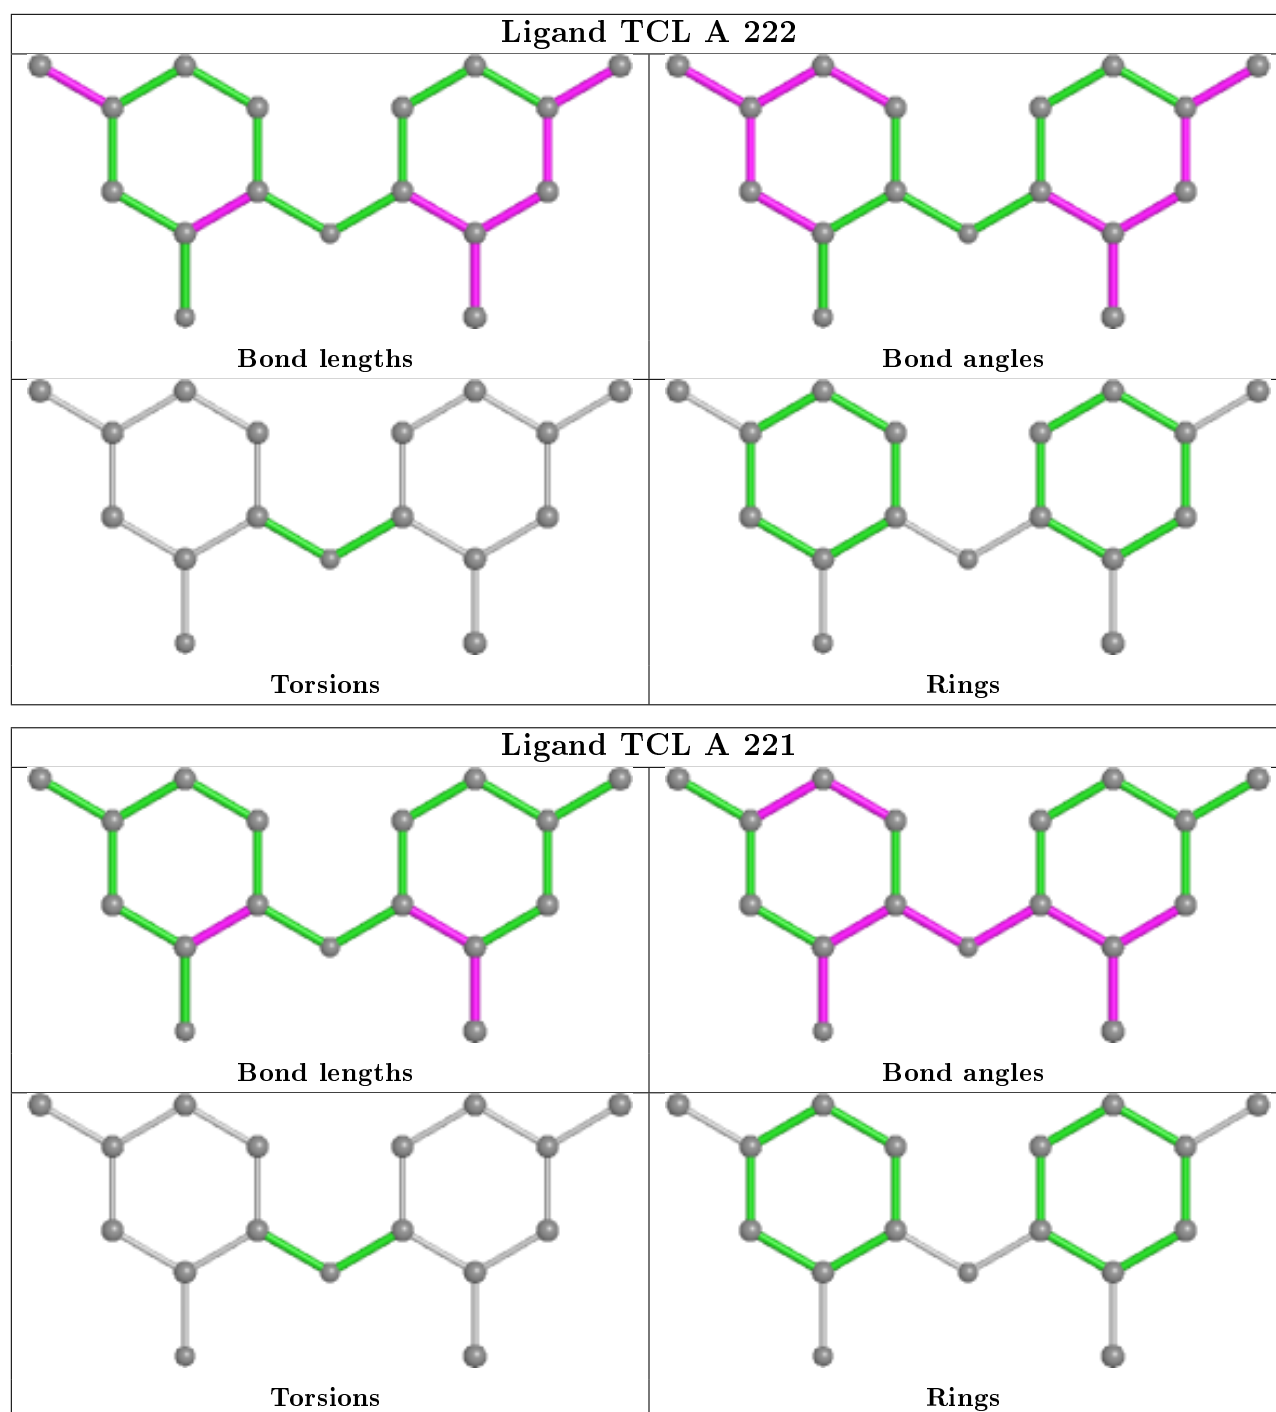 Ligand TCL A 222
Bond lengths
Bond angles
Torsions
Rings
Ligand TCL A 221
Bond lengths
Bond angles
Torsions
Rings